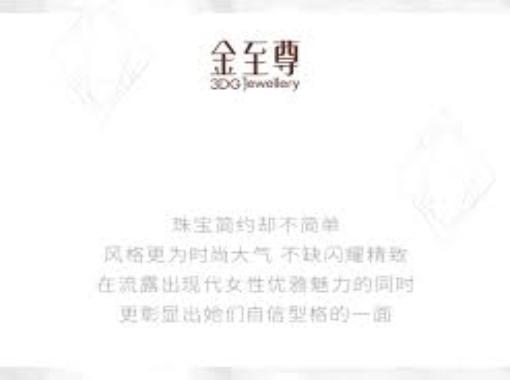 金至尊
3DG Jewellery
珠宝简约却不简单
风格更为时尚大气 不缺闪耀精致
在流露出现代女性优雅魅力的同时
更彰显出她们自信型格的一面